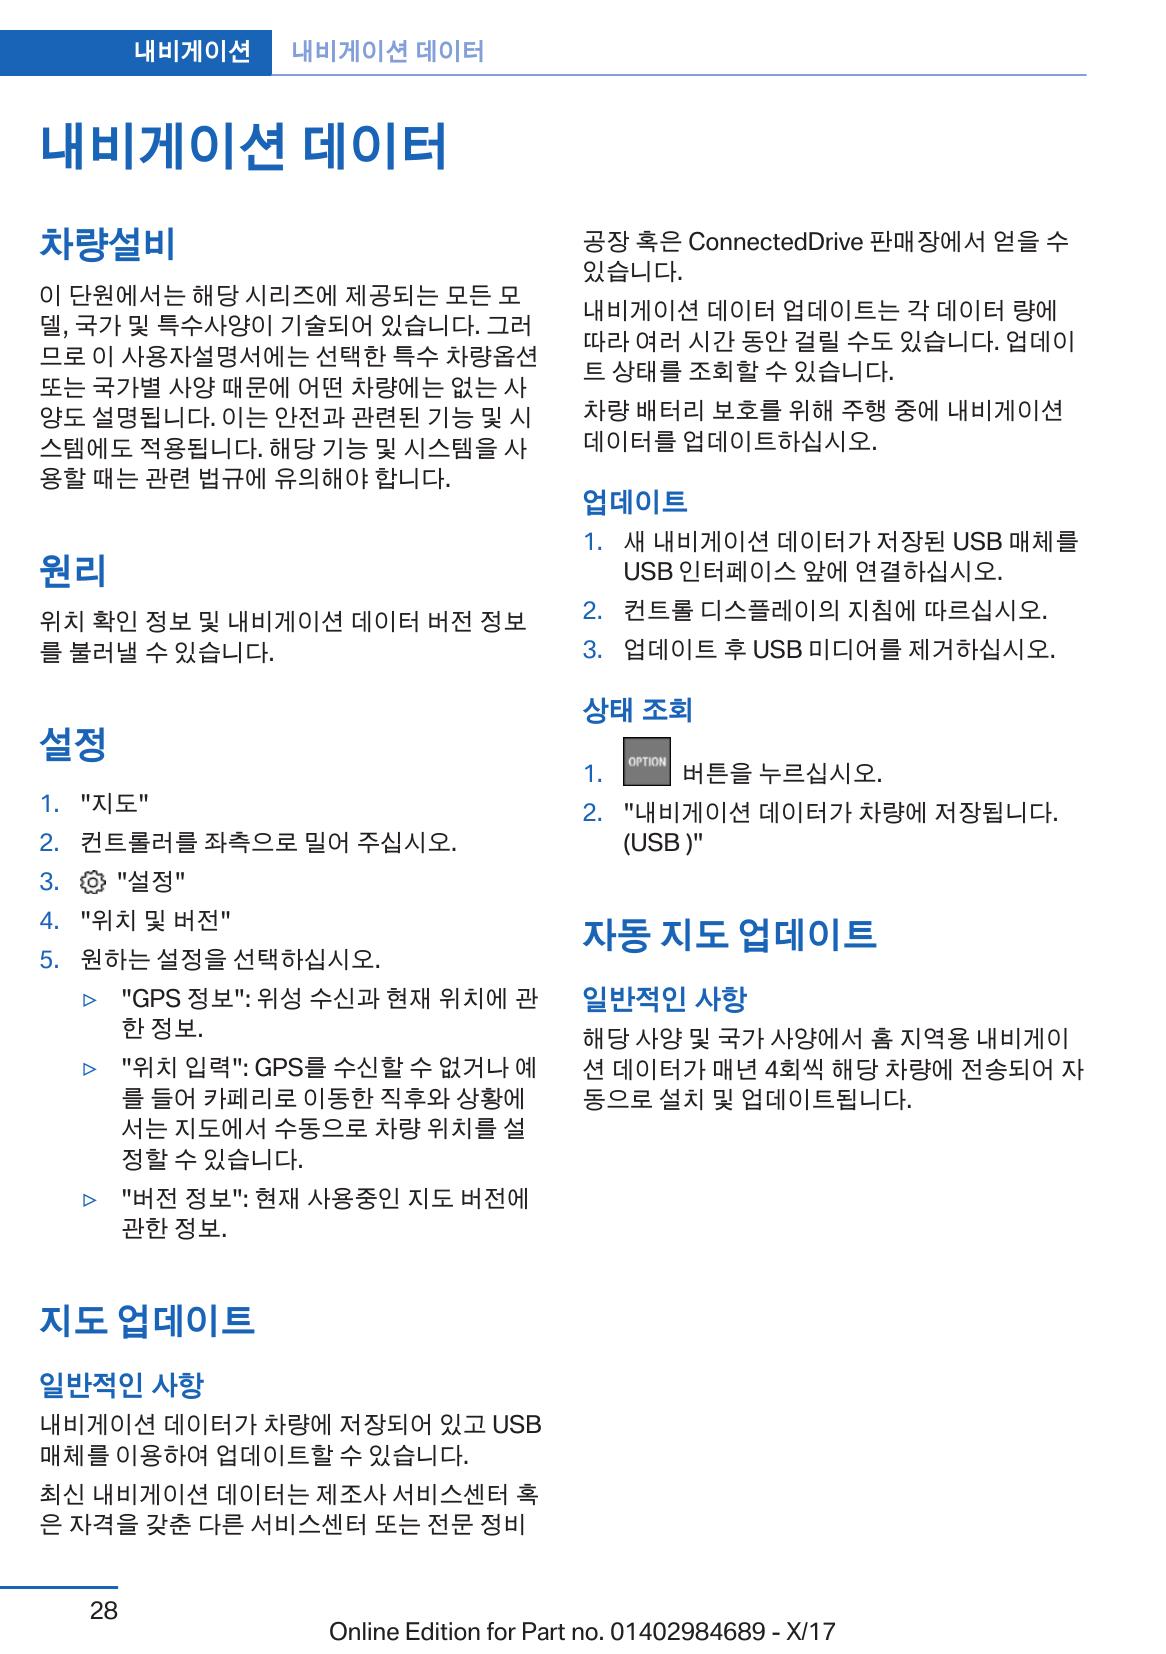 내비게이션 내비게이션 데이터
내비게이션 데이터
차량설비
이 단원에서는 해당 시리즈에 제공되는 모든 모
델, 국가 및 특수사양이 기술되어 있습니다. 그러
므로 이 사용자설명서에는 선택한 특수 차량옵션
또는 국가별 사양 때문에 어떤 차량에는 없는 사
양도 설명됩니다. 이는 안전과 관련된 기능 및 시
스템에도 적용됩니다. 해당 기능 및 시스템을 사
용할 때는 관련 법규에 유의해야 합니다.
원리
위치 확인 정보 및 내비게이션 데이터 버전 정보
를 불러낼 수 있습니다.
설정
1. "지도"
2. 컨트롤러를 좌측으로 밀어 주십시오.
3. "설정"
4. "위치 및 버전"
5. 원하는 설정을 선택하십시오.
▷ "GPS 정보": 위성 수신과 현재 위치에 관
한 정보.
▷ "위치 입력": GPS를 수신할 수 없거나 예
를 들어 카페리로 이동한 직후와 상황에
서는 지도에서 수동으로 차량 위치를 설
정할 수 있습니다.
▷ "버전 정보": 현재 사용중인 지도 버전에
관한 정보.
지도 업데이트
일반적인 사항
내비게이션 데이터가 차량에 저장되어 있고 USB
매체를 이용하여 업데이트할 수 있습니다.
최신 내비게이션 데이터는 제조사 서비스센터 혹
은 자격을 갖춘 다른 서비스센터 또는 전문 정비
공장 혹은 ConnectedDrive 판매장에서 얻을 수
있습니다.
내비게이션 데이터 업데이트는 각 데이터 량에
따라 여러 시간 동안 걸릴 수도 있습니다. 업데이
트 상태를 조회할 수 있습니다.
차량 배터리 보호를 위해 주행 중에 내비게이션
데이터를 업데이트하십시오.
업데이트
1. 새 내비게이션 데이터가 저장된 USB 매체를
USB 인터페이스 앞에 연결하십시오.
2. 컨트롤 디스플레이의 지침에 따르십시오.
3. 업데이트 후 USB 미디어를 제거하십시오.
상태 조회
1. OPTION 버튼을 누르십시오.
2. "내비게이션 데이터가 차량에 저장됩니다.
(USB )"
자동 지도 업데이트
일반적인 사항
해당 사양 및 국가 사양에서 홈 지역용 내비게이
션 데이터가 매년 4회씩 해당 차량에 전송되어 자
동으로 설치 및 업데이트됩니다.
28
Online Edition for Part no. 01402984689 - X/17